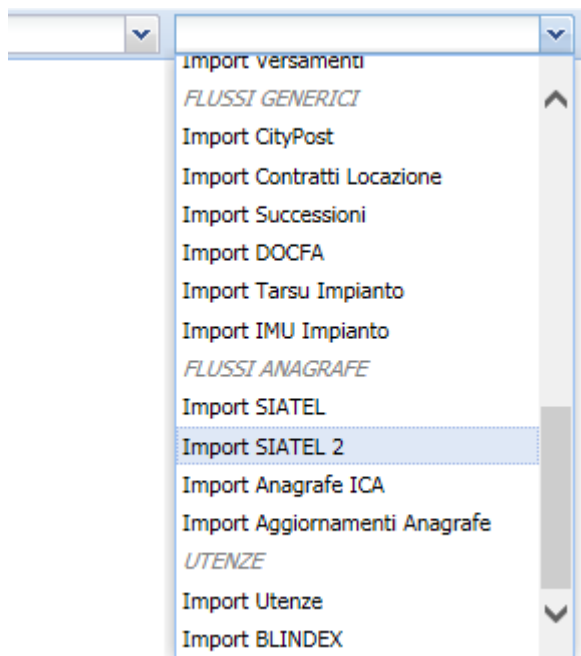 Import Versamenti
FLUSSI GENERICI
Import CityPost
Import Contratti Locazione
Import Successioni
Import DOCFA
Import Tarsu Impianto
Import IMU Impianto
FLUSSI ANAGRAFE
Import SIATEL
Import SIATEL 2
Import Anagrafe ICA
Import Aggiornamenti Anagrafe
UTENZE
Import Utenze
Import BLINDEX